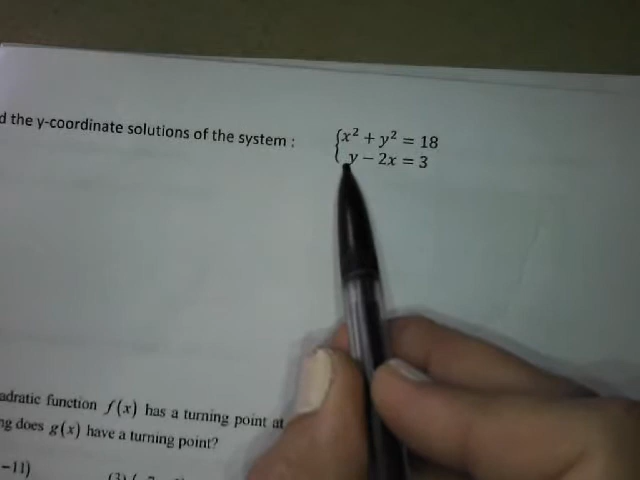 d the y-coordinate solutions of the system :
x² + y² = 18
y − 2x = 3
adratic function f(x) has a turning point at
ng does g(x) have a turning point?
−11)
(3) (